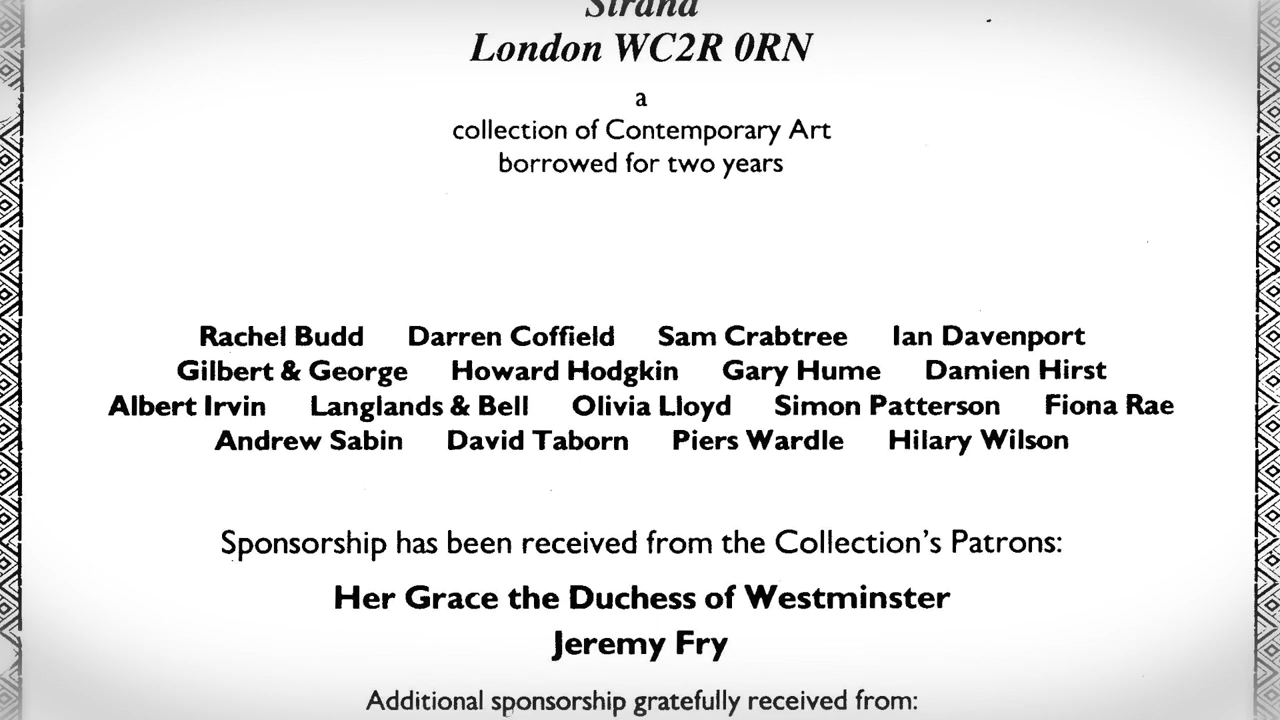 Strand
London WC2R 0RN
a
collection of Contemporary Art
borrowed for two years
Rachel Budd Darren Coffield Sam Crabtree Ian Davenport
Gilbert & George Howard Hodgkin Gary Hume Damien Hirst
Albert Irvin Langlands & Bell Olivia Lloyd Simon Patterson Fiona Rae
Andrew Sabin David Taborn Piers Wardle Hilary Wilson
Sponsorship has been received from the Collection's Patrons:
Her Grace the Duchess of Westminster
Jeremy Fry
Additional sponsorship gratefully received from: